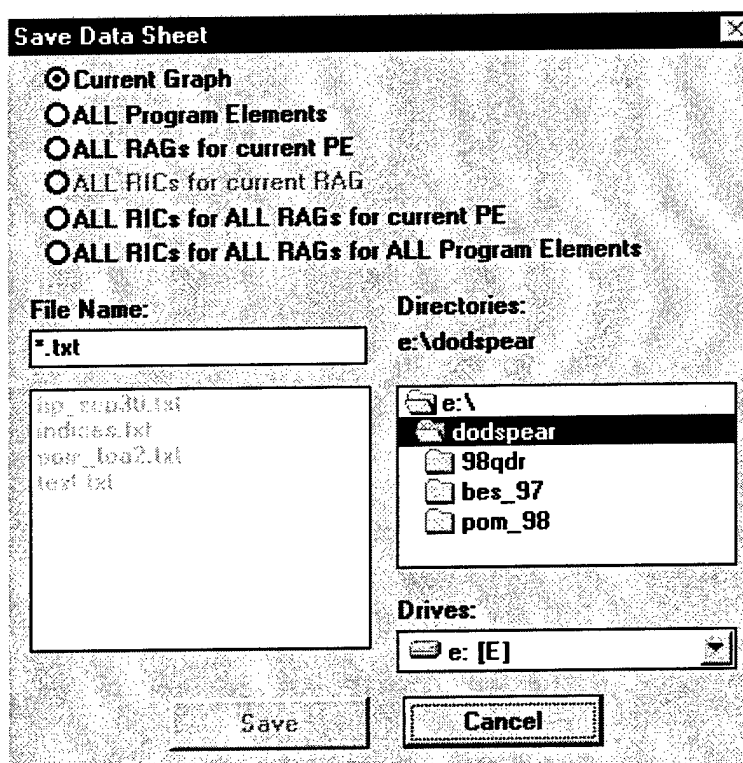 Save Data Sheet
Current Graph
ALL Program Elements
ALL RAGs for current PE
ALL RICs for current RAG
ALL RICs for ALL RAGs for current PE
ALL RICs for ALL RAGs for ALL Program Elements
File Name:
*.txt
indices.txt
text.txt
Directories:
e:\dodspear
e:\
dodspear
98qdr
bes_97
pom_98
Drives:
e: [E]
Save
Cancel